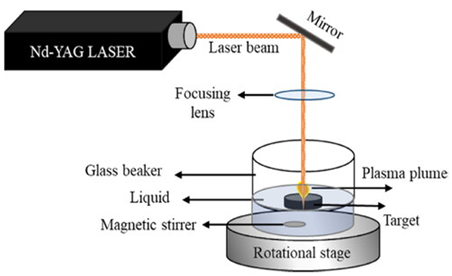 Mirror
Nd-YAG LASER
Laser beam
Focusing
lens
Glass beaker
Plasma plume
Liquid
Magnetic stirrer
Target
Rotational stage